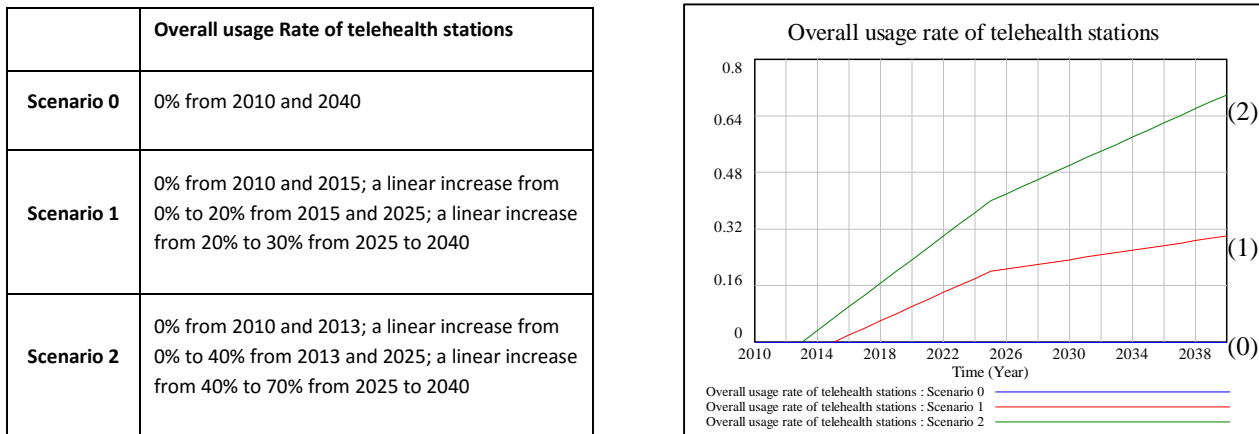 Overall usage Rate of telehealth stations
Scenario 0
0% from 2010 and 2040
Scenario 1
0% from 2010 and 2015; a linear increase from
0% to 20% from 2015 and 2025; a linear increase
from 20% to 30% from 2025 to 2040
Scenario 2
0% from 2010 and 2013; a linear increase from
0% to 40% from 2013 and 2025; a linear increase
from 40% to 70% from 2025 to 2040
Overall usage rate of telehealth stations
0.8
0.64
0.48
0.32
0.16
0
(2)
(1)
(0)
2010 2014 2018 2022 2026 2030 2034 2038
Time (Year)
Overall usage rate of telehealth stations : Scenario 0
Overall usage rate of telehealth stations : Scenario 1
Overall usage rate of telehealth stations : Scenario 2